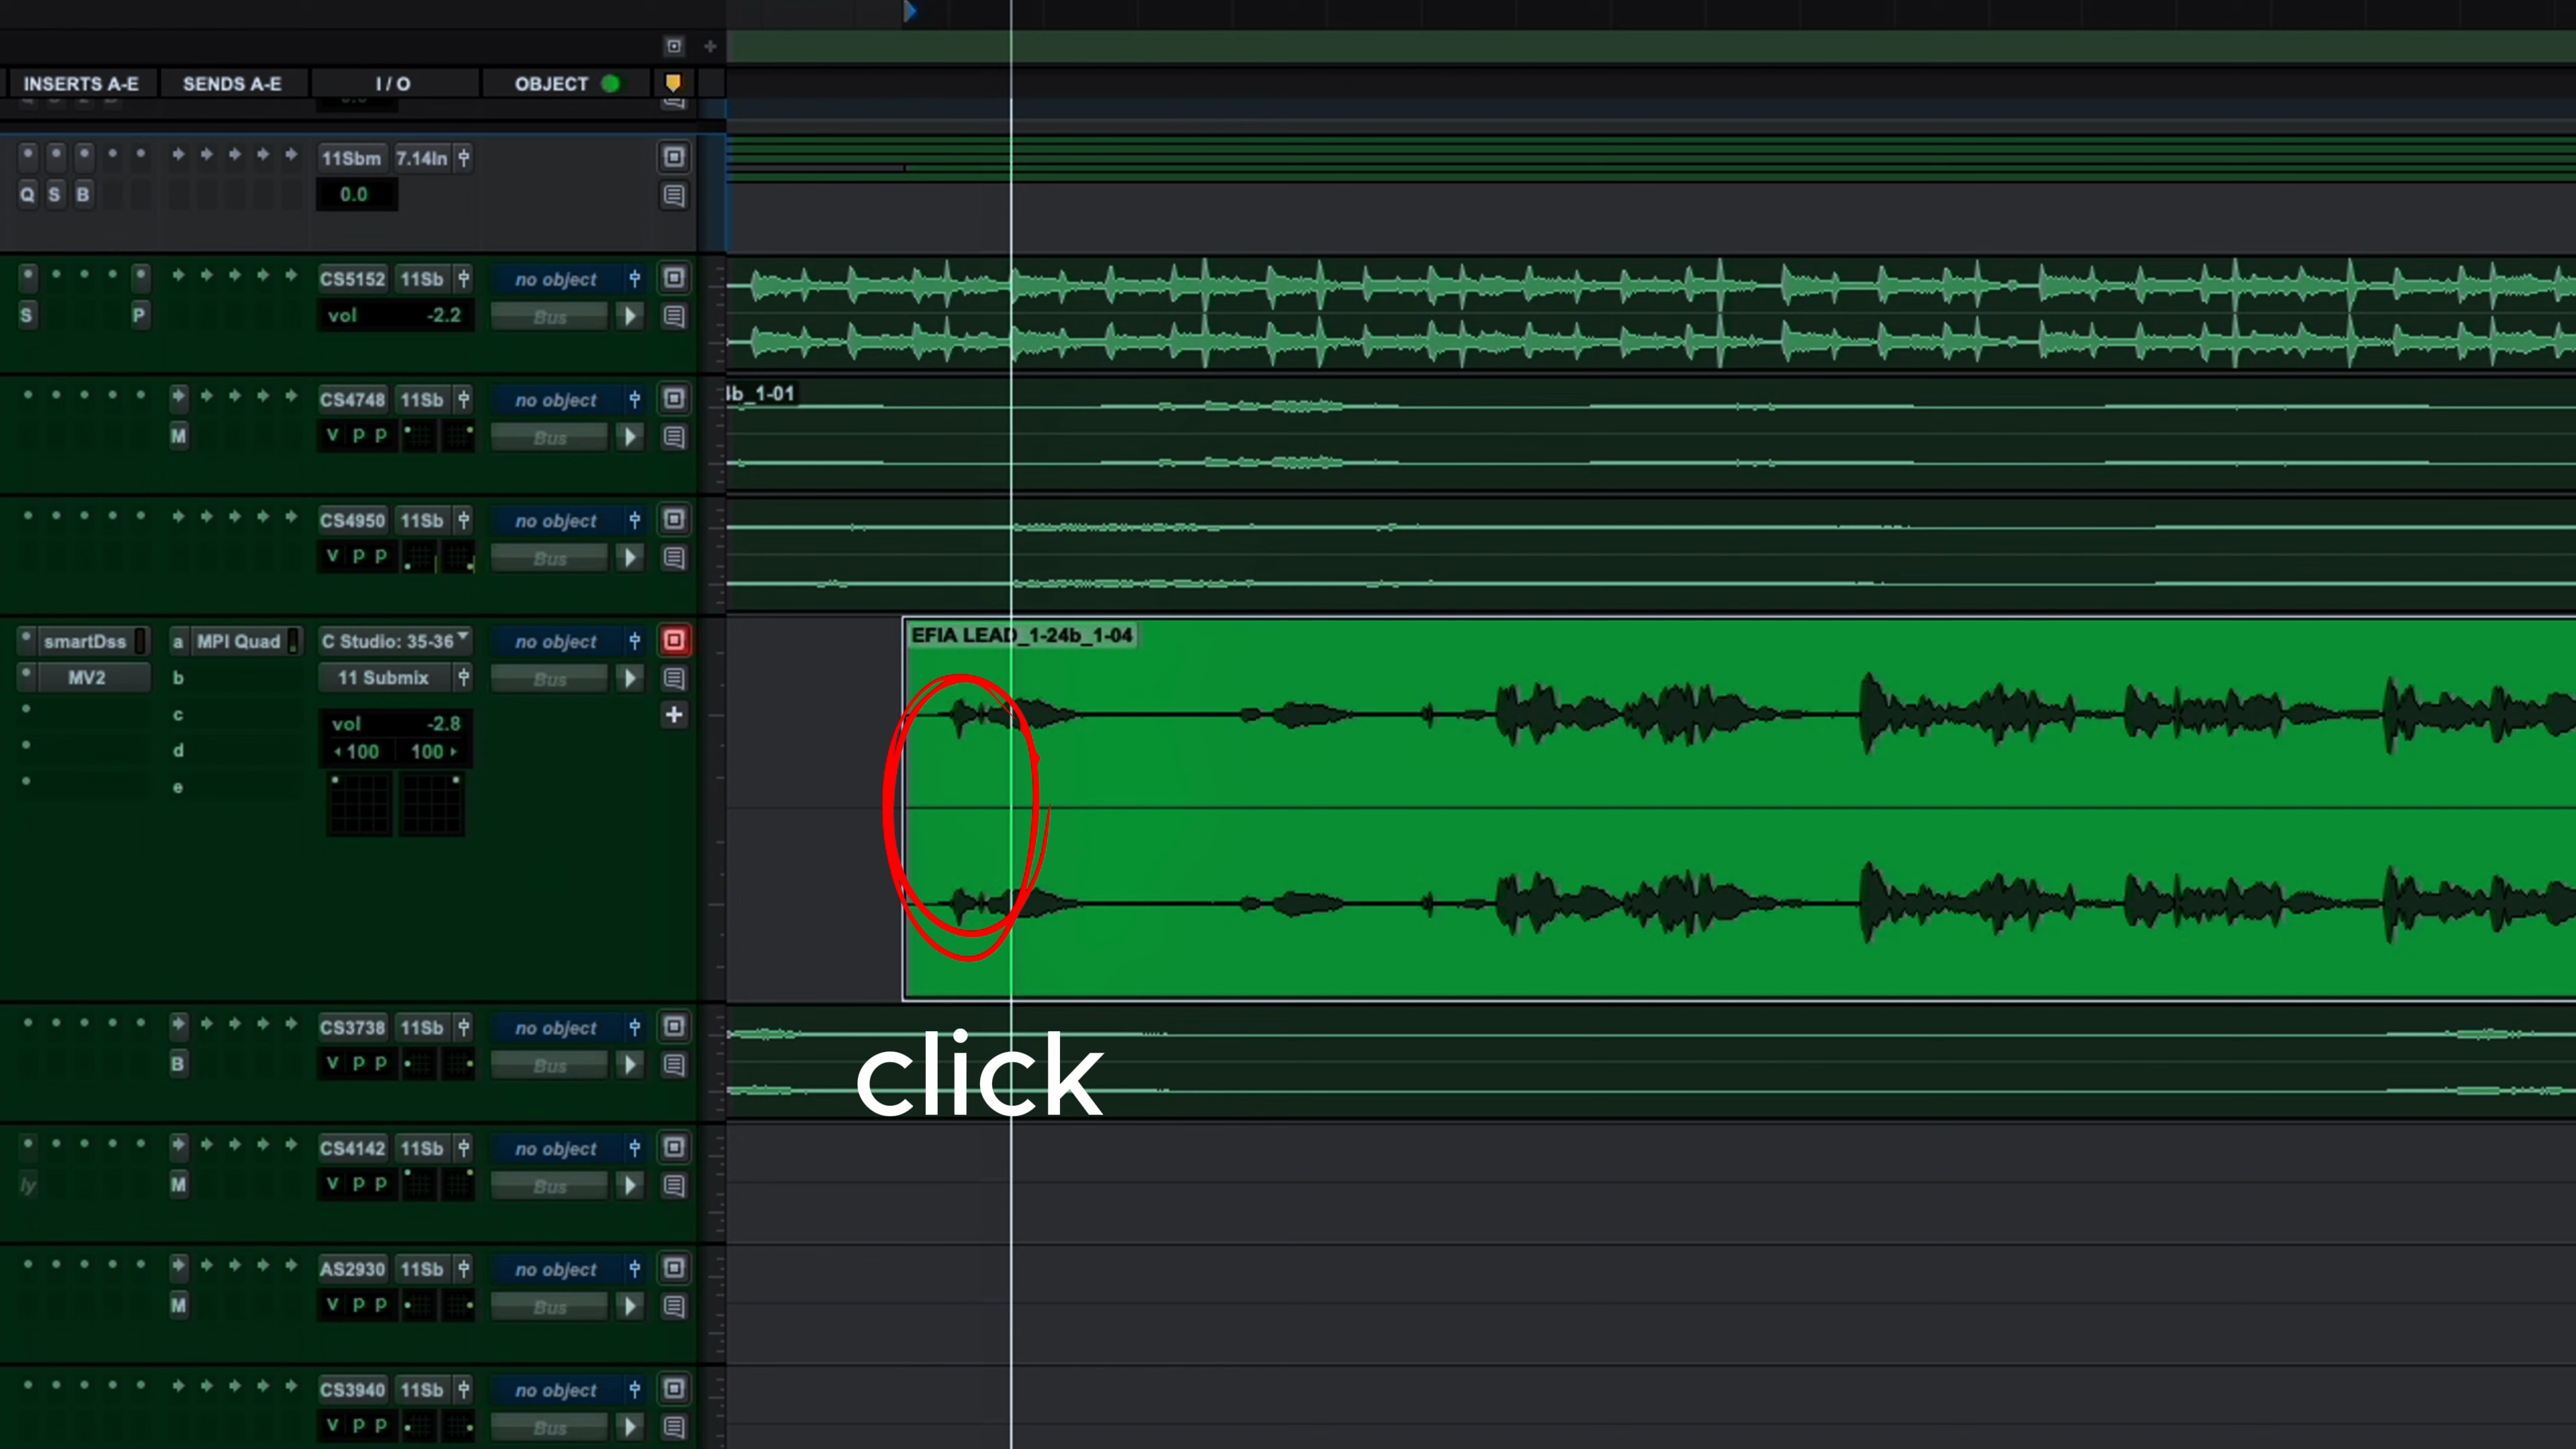 INSERTS A-E SENDS A-E I / O OBJECT
11Sbm 7.14In
Q S B 0.0
CS5152 11Sb no object
S P vol -2.2 Bus
CS4748 11Sb no object
M v p p Bus
b_1-01
CS4950 11Sb no object
v p p Bus
smartDss a MPI Quad C Studio: 35-36 no object
MV2 b 11 Submix Bus
c
vol -2.8
d 100 100
e
EFIA LEAD_1-24b_1-04
CS3738 11Sb no object
B v p p Bus
click
CS4142 11Sb no object
ly M v p p Bus
AS2930 11Sb no object
M v p p Bus
CS3940 11Sb no object
v p p Bus